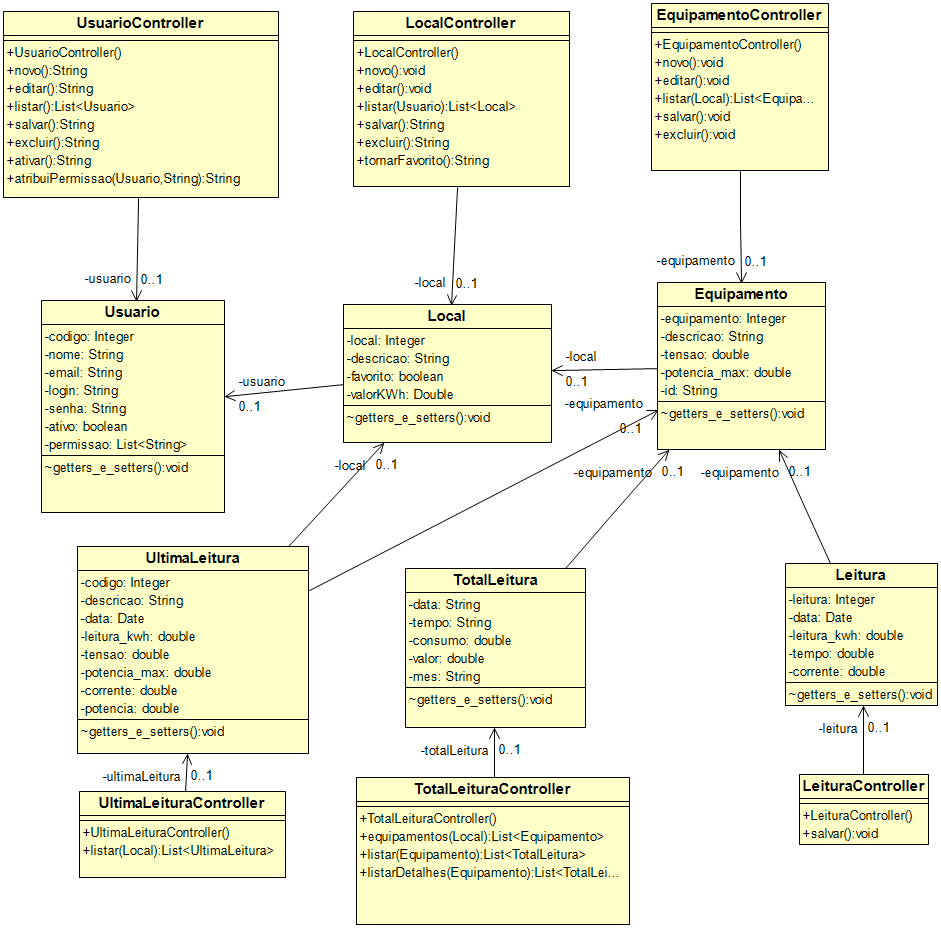 UsuarioController
+UsuarioController()
+novo():String
+editar():String
+listar():List<Usuario>
+salvar():String
+excluir():String
+ativar():String
+atribuiPermissao(Usuario,String):String
LocalController
+LocalController()
+novo():void
+editar():void
+listar(Usuario):List<Local>
+salvar():String
+excluir():String
+tornarFavorito():String
EquipamentoController
+EquipamentoController()
+novo():void
+editar():void
+listar(Local):List<Equipa...
+salvar():void
+excluir():void
-usuario 0..1
-local 0..1
-equipamento 0..1
Usuario
-codigo: Integer
-nome: String
-email: String
-login: String
-senha: String
-ativo: boolean
-permissao: List<String>
~getters_e_setters():void
-usuario
0..1
Local
-local: Integer
-descricao: String
-favorito: boolean
-valorKWh: Double
~getters_e_setters():void
-local
0..1
Equipamento
-equipamento: Integer
-descricao: String
-tensao: double
-potencia_max: double
-id: String
~getters_e_setters():void
-equipamento
0..1
-local 0..1
-equipamento 0..1
-equipamento 0..1
UltimaLeitura
-codigo: Integer
-descricao: String
-data: Date
-leitura_kwh: double
-tensao: double
-potencia_max: double
-corrente: double
-potencia: double
~getters_e_setters():void
TotalLeitura
-data: String
-tempo: String
-consumo: double
-valor: double
-mes: String
~getters_e_setters():void
Leitura
-leitura: Integer
-data: Date
-leitura_kwh: double
-tempo: double
-corrente: double
~getters_e_setters():void
-ultimaLeitura 0..1
-totalLeitura 0..1
-leitura 0..1
UltimaLeituraController
+UltimaLeituraController()
+listar(Local):List<UltimaLeitura>
TotalLeituraController
+TotalLeituraController()
+equipamentos(Local):List<Equipamento>
+listar(Equipamento):List<TotalLeitura>
+listarDetalhes(Equipamento):List<TotalLei...
LeituraController
+LeituraController()
+salvar():void